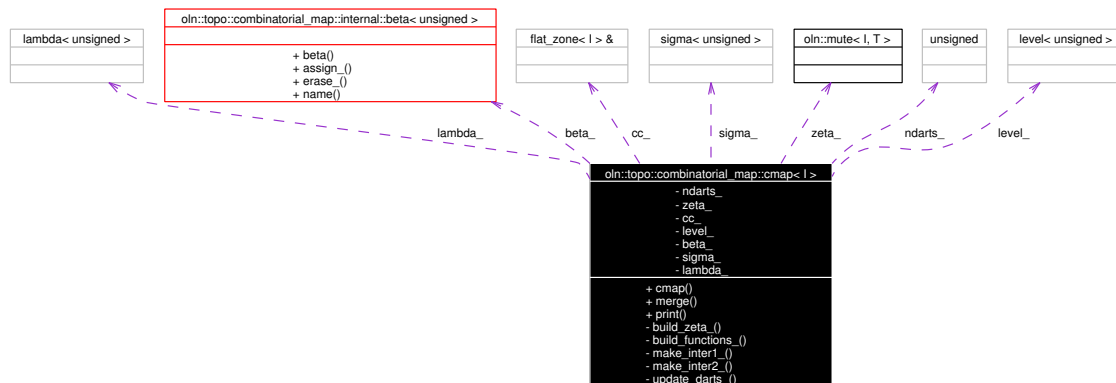 oln::topo::combinatorial_map::internal::beta< unsigned >
+ beta()
+ assign_()
+ erase_()
+ name()
lambda< unsigned >
flat_zone< I > &
sigma< unsigned >
oln::mute< I, T >
unsigned
level< unsigned >
lambda_
beta_
cc_
sigma_
zeta_
ndarts_
level_
oln::topo::combinatorial_map::cmap< I >
- ndarts_
- zeta_
- cc_
- level_
- beta_
- sigma_
- lambda_
+ cmap()
+ merge()
+ print()
- build_zeta_()
- build_functions_()
- make_inter1_()
- make_inter2_()
- update_darts_()